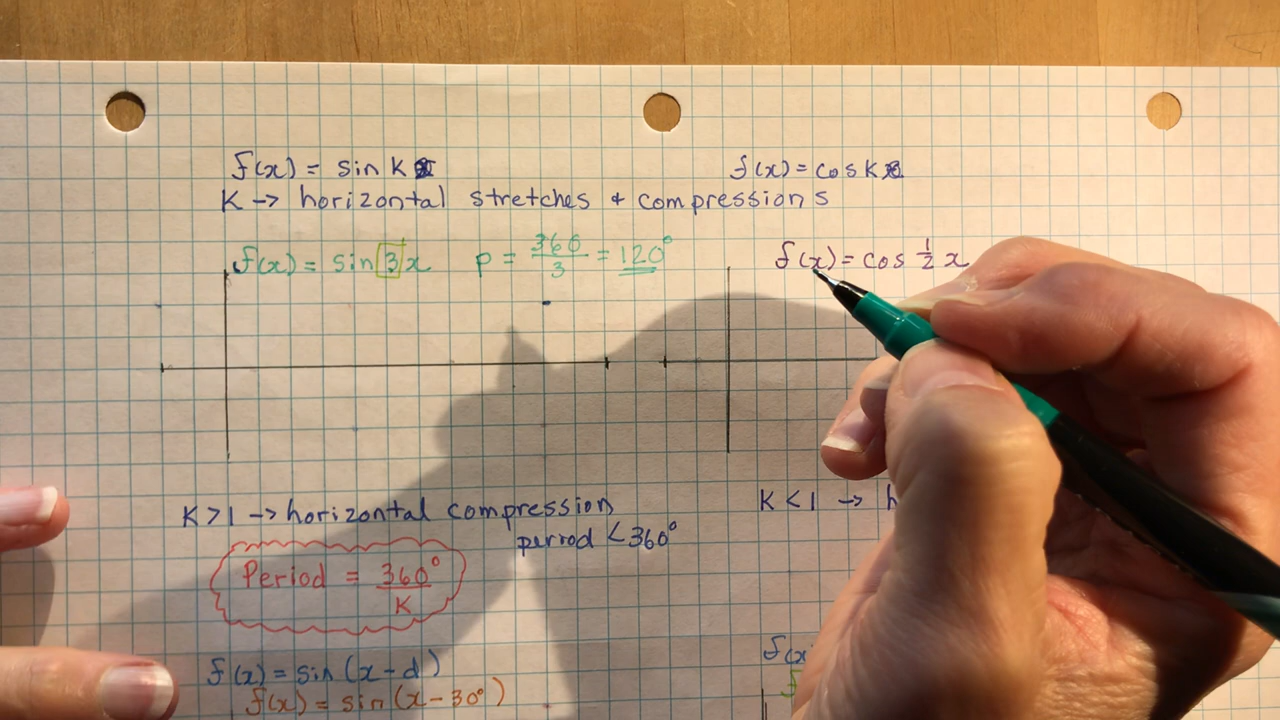 f(x) = sin kx
f(x) = cos kx
K → horizontal stretches + compressions
f(x) = sin 3x
p = 360/3 = 120°
f(x) = cos 1/2 x
K > 1 → horizontal compression
period < 360°
K < 1 → h
Period = 360°/K
f(x) = sin (x - d)
f(x) = sin (x - 30°)
f(x
f